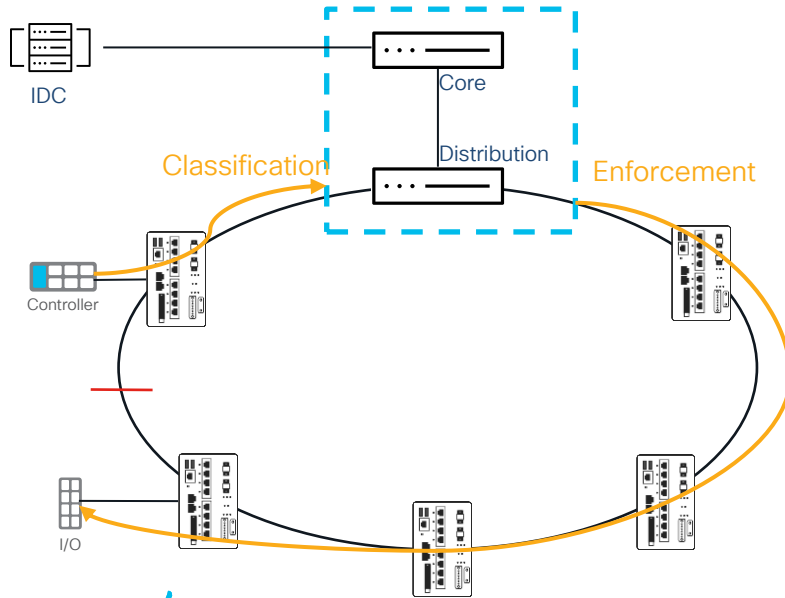 IDC
Core
Distribution
Classification
Enforcement
Controller
I/O